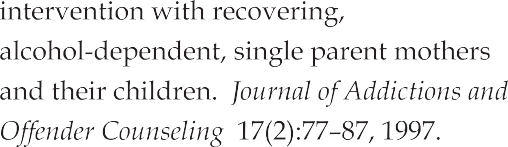 intervention with recovering,
alcohol-dependent, single parent mothers
and their children. Journal of Addictions and
Offender Counseling 17(2):77–87, 1997.